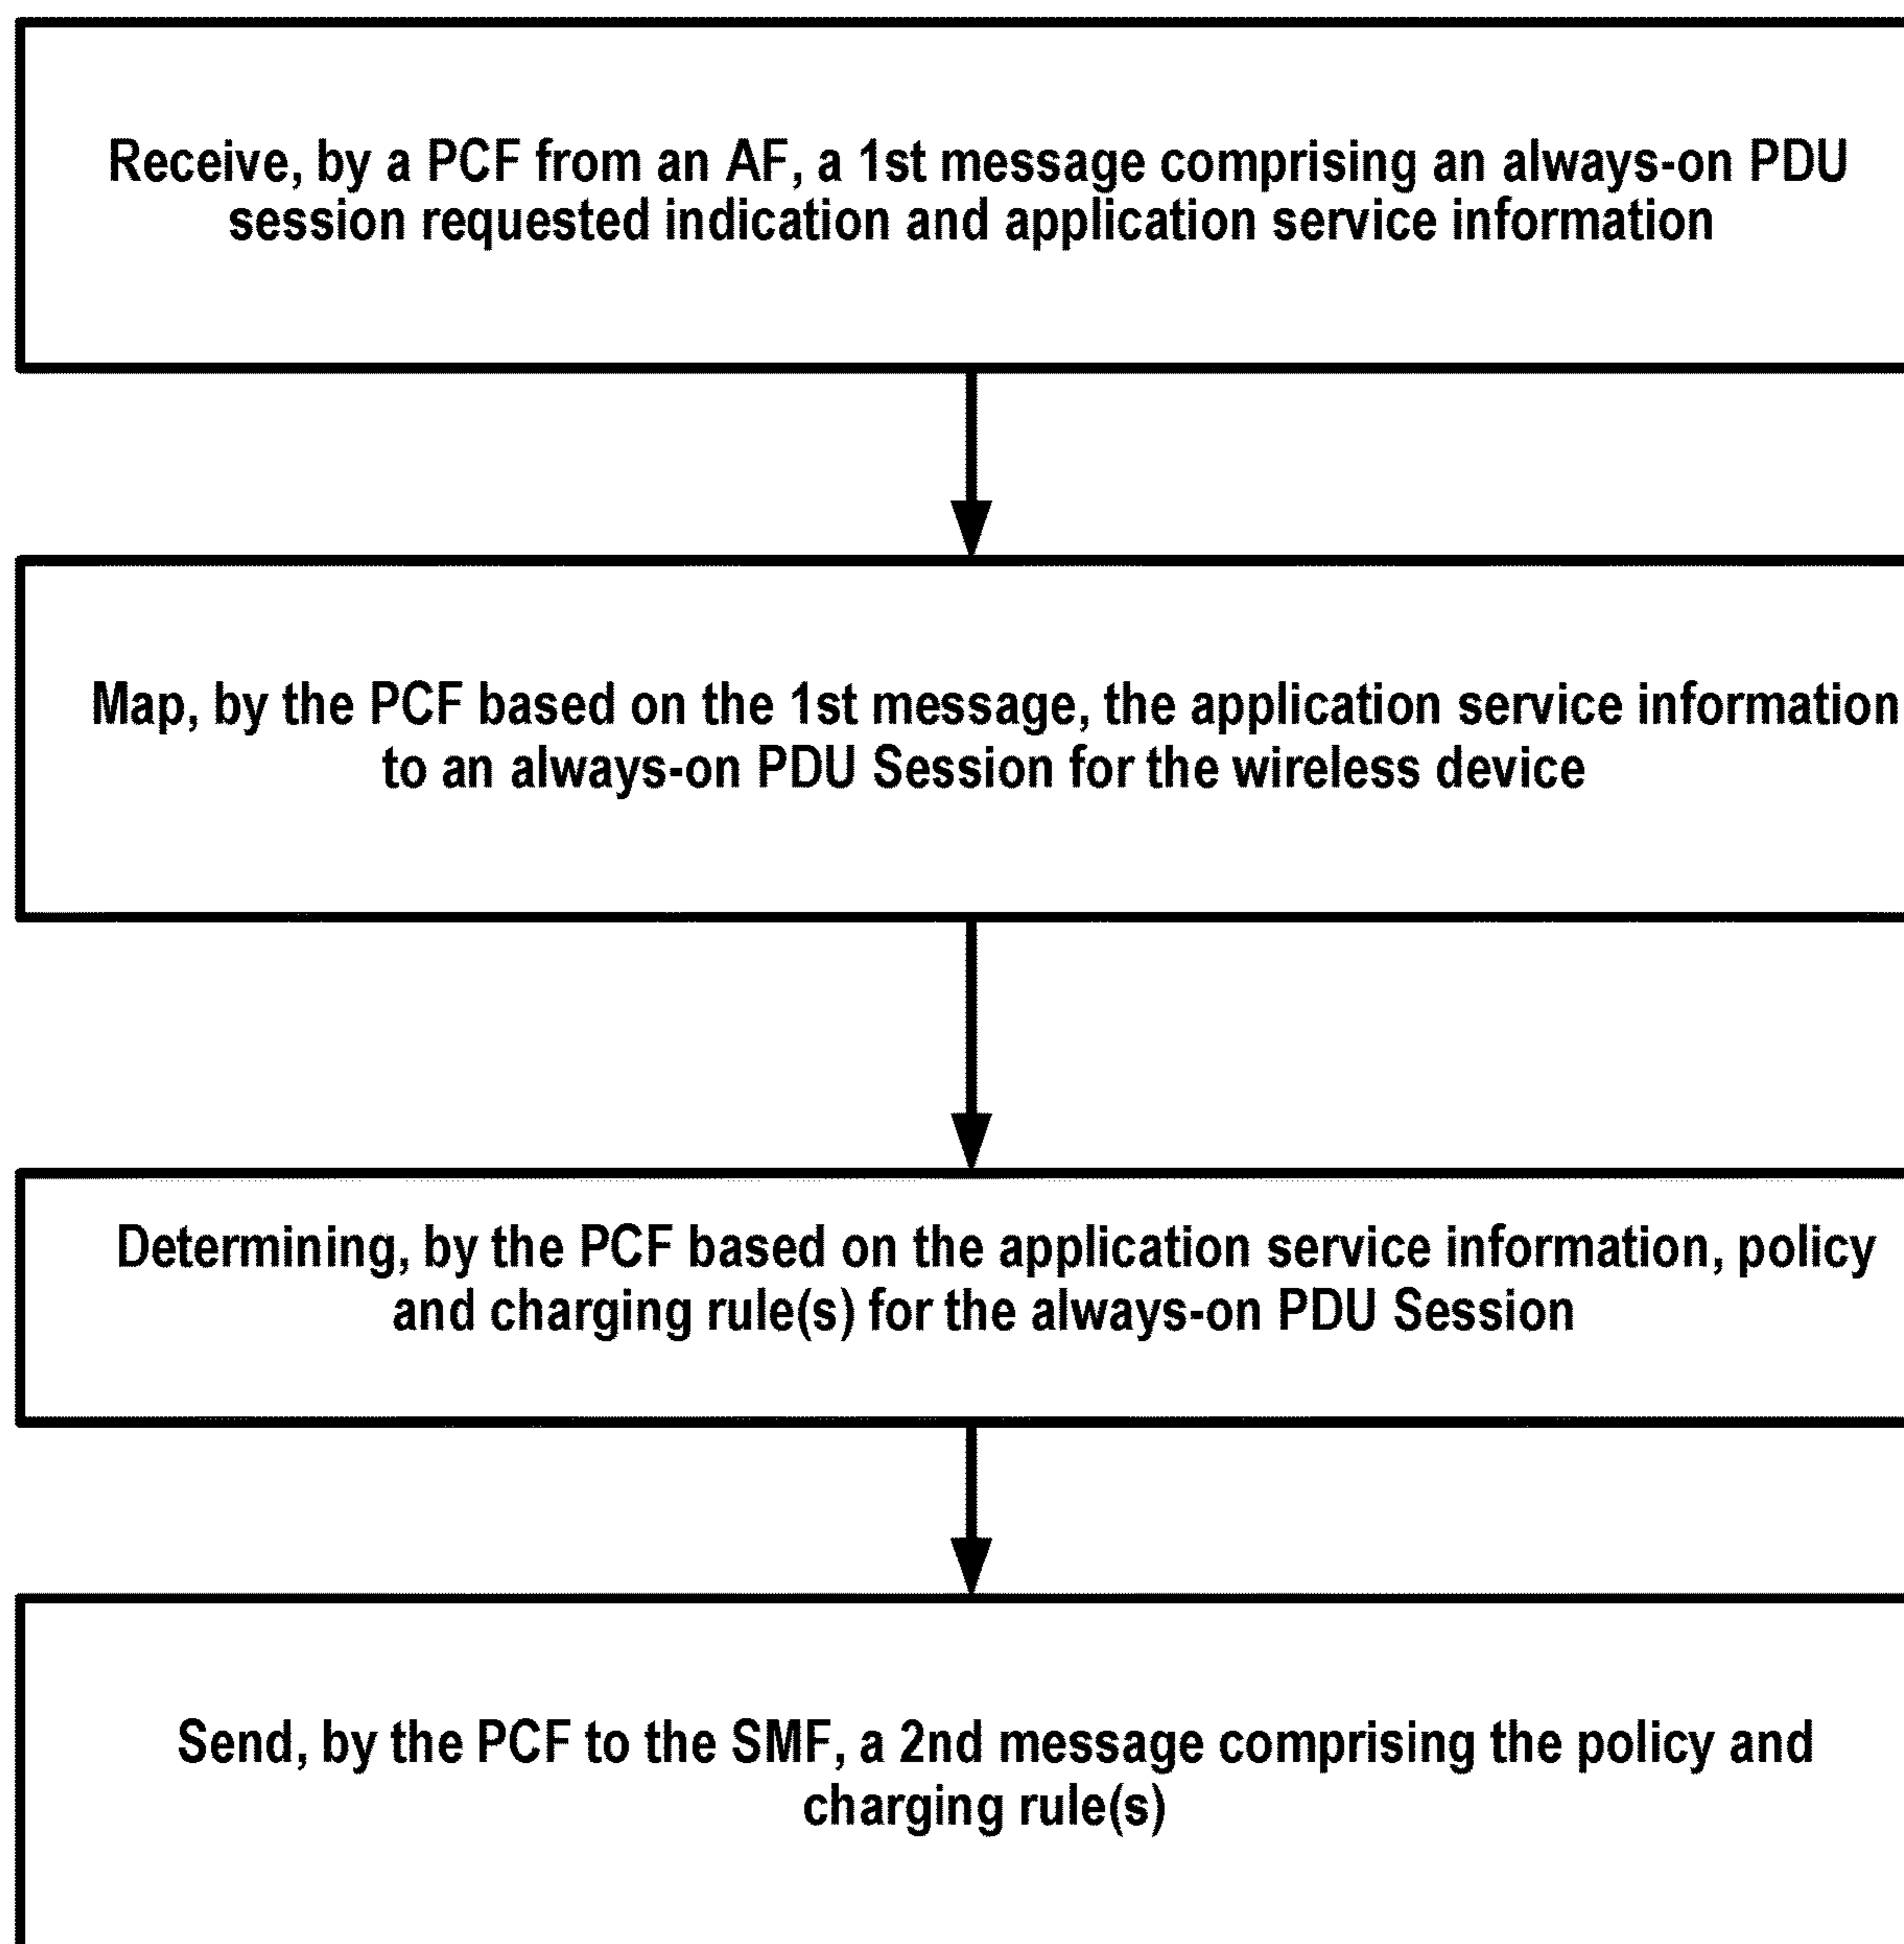 Receive, by a PCF from an AF, a 1st message comprising an always-on PDU
session requested indication and application service information
Map, by the PCF based on the 1st message, the application service information
to an always-on PDU Session for the wireless device
Determining, by the PCF based on the application service information, policy
and charging rule(s) for the always-on PDU Session
Send, by the PCF to the SMF, a 2nd message comprising the policy and
charging rule(s)